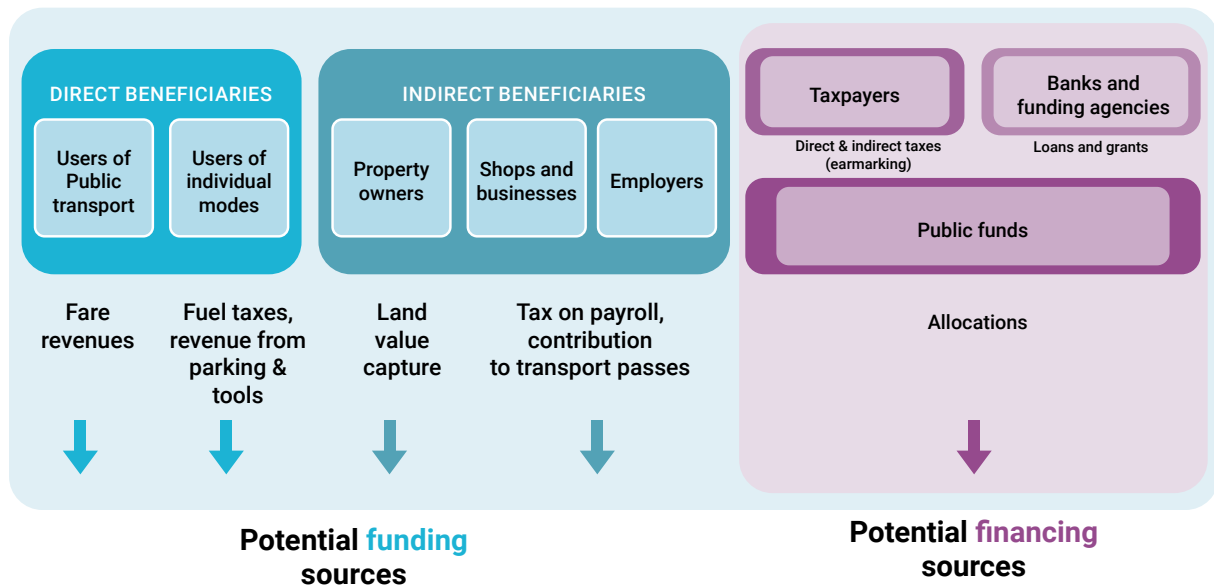 DIRECT BENEFICIARIES
Users of
Public
transport
Users of
individual
modes
INDIRECT BENEFICIARIES
Property
owners
Shops and
businesses
Employers
Taxpayers
Direct & indirect taxes
(earmarking)
Banks and
funding agencies
Loans and grants
Public funds
Fare
revenues
Fuel taxes,
revenue from
parking &
tools
Land
value
capture
Tax on payroll,
contribution
to transport passes
Allocations
Potential funding
sources
Potential financing
sources